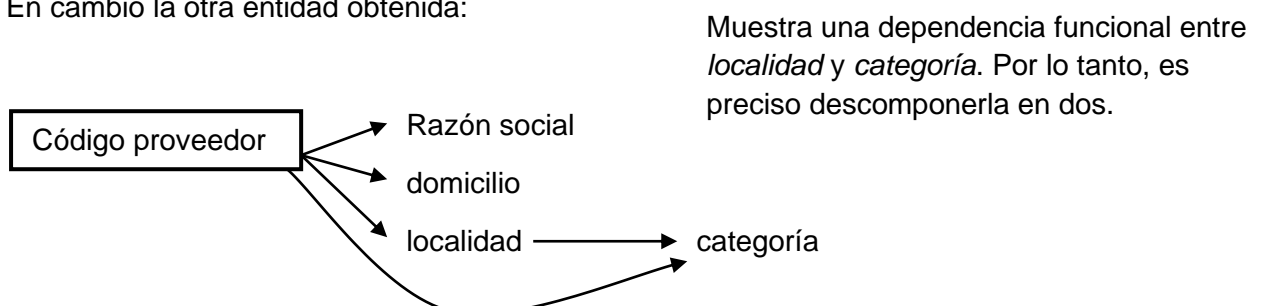 En cambio la otra entidad obtenida:
Muestra una dependencia funcional entre
localidad y categoría. Por lo tanto, es
preciso descomponerla en dos.
Código proveedor
Razón social
domicilio
localidad
categoría